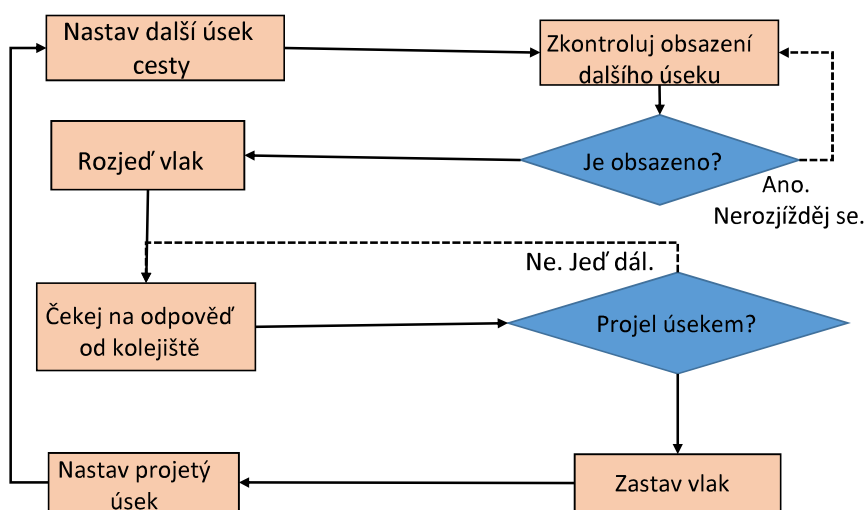 Nastav další úsek
cesty
Zkontroluj obsazení
dalšího úseku
Rozjeď vlak
Je obsazeno?
Ano.
Nerozjížděj se.
Ne. Jeď dál.
Čekej na odpověď
od kolejiště
Projel úsekem?
Nastav projetý
úsek
Zastav vlak